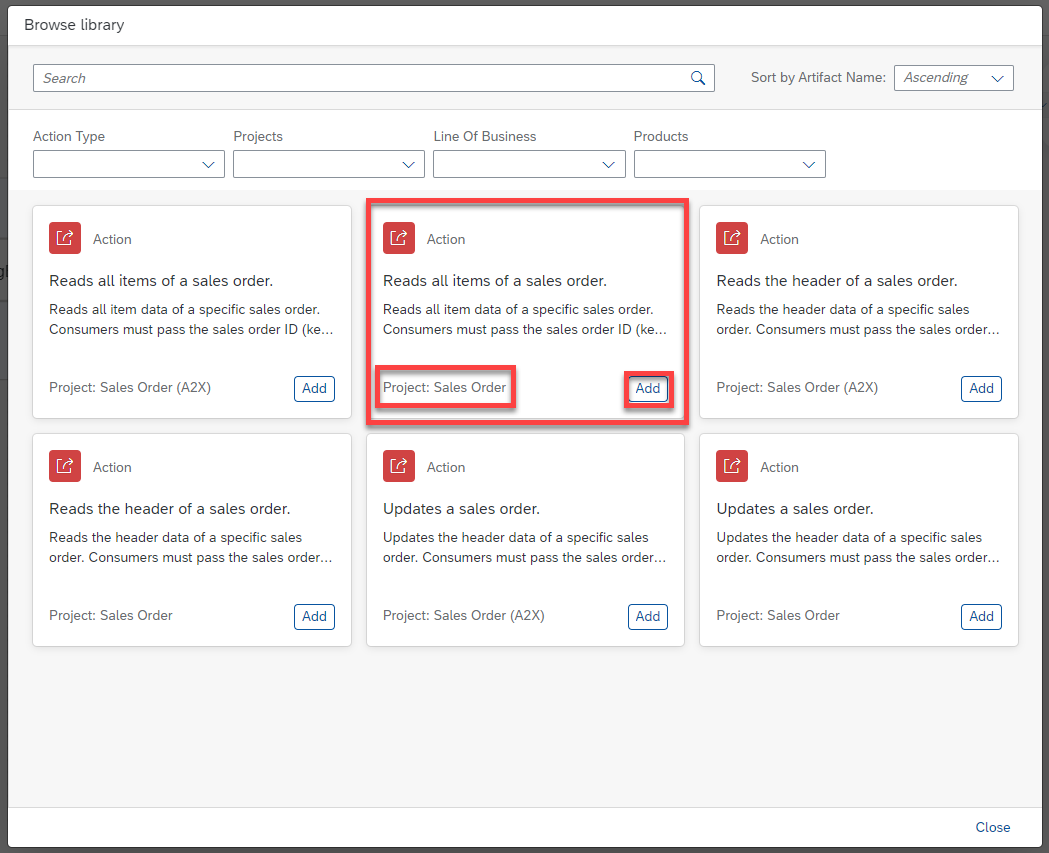 Browse library
Search
Sort by Artifact Name: Ascending
Action Type
Projects
Line Of Business
Products
Action
Reads all items of a sales order.
Reads all item data of a specific sales order.
Consumers must pass the sales order ID (ke...
Project: Sales Order (A2X)
Add
Action
Reads all items of a sales order.
Reads all item data of a specific sales order.
Consumers must pass the sales order ID (ke...
Project: Sales Order
Add
Action
Reads the header of a sales order.
Reads the header data of a specific sales
order. Consumers must pass the sales order...
Project: Sales Order (A2X)
Add
Action
Reads the header of a sales order.
Reads the header data of a specific sales
order. Consumers must pass the sales order...
Project: Sales Order
Add
Action
Updates a sales order.
Updates the header data of a specific sales
order. Consumers must pass the sales order...
Project: Sales Order (A2X)
Add
Action
Updates a sales order.
Updates the header data of a specific sales
order. Consumers must pass the sales order...
Project: Sales Order
Add
Close